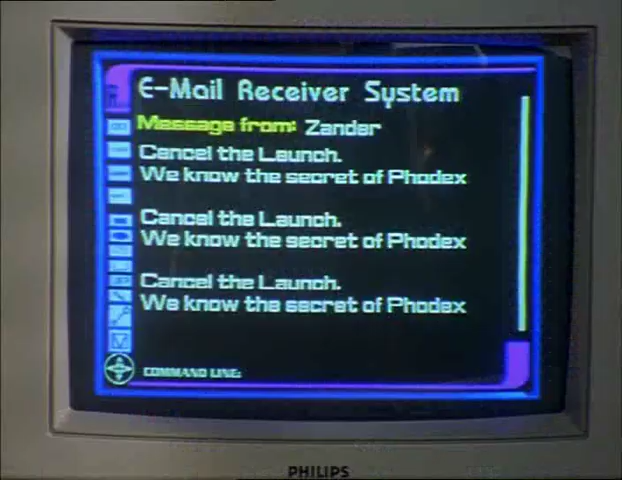 E-Mail Receiver System
Message from: Zander
Cancel the Launch.
We know the secret of Phodex
Cancel the Launch.
We know the secret of Phodex
Cancel the Launch.
We know the secret of Phodex
COMMAND LINE:
PHILIPS